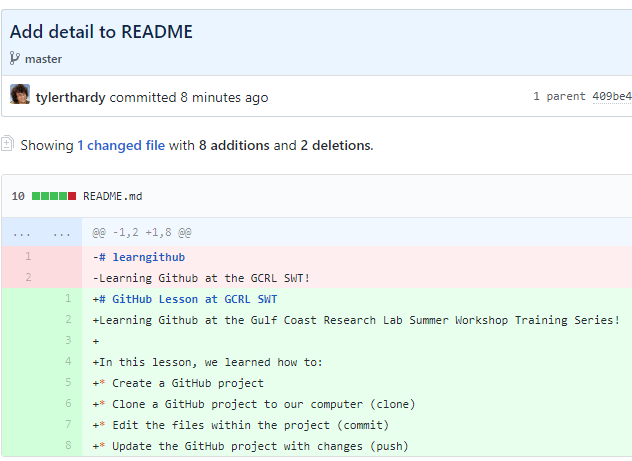 Add detail to README
master
tylerthardy committed 8 minutes ago 1 parent 409be4
Showing 1 changed file with 8 additions and 2 deletions.
10 README.md
... ... @@ -1,2 +1,8 @@
1 -# learngithub
2 -Learning Github at the GCRL SWT!
1 +# GitHub Lesson at GCRL SWT
2 +Learning Github at the Gulf Coast Research Lab Summer Workshop Training Series!
3 +
4 +In this lesson, we learned how to:
5 +* Create a GitHub project
6 +* Clone a GitHub project to our computer (clone)
7 +* Edit the files within the project (commit)
8 +* Update the GitHub project with changes (push)